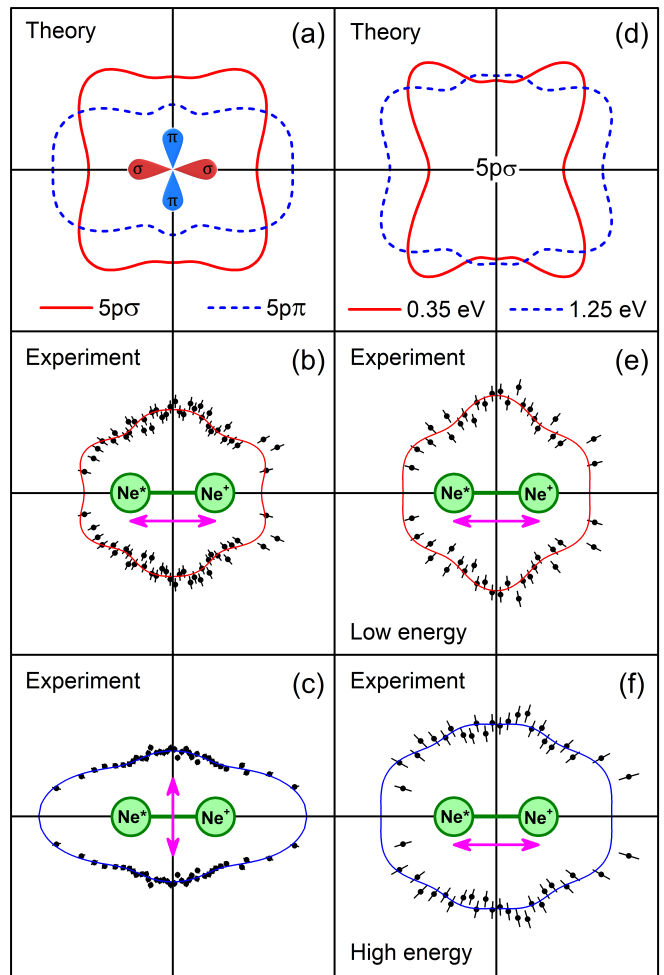 Theory
(a)
π
σ
σ
π
5pσ
5pπ
Theory
(d)
5pσ
0.35 eV
1.25 eV
Experiment
(b)
Ne*
Ne⁺
Experiment
(e)
Ne*
Ne⁺
Low energy
Experiment
(c)
Ne*
Ne⁺
Experiment
(f)
Ne*
Ne⁺
High energy